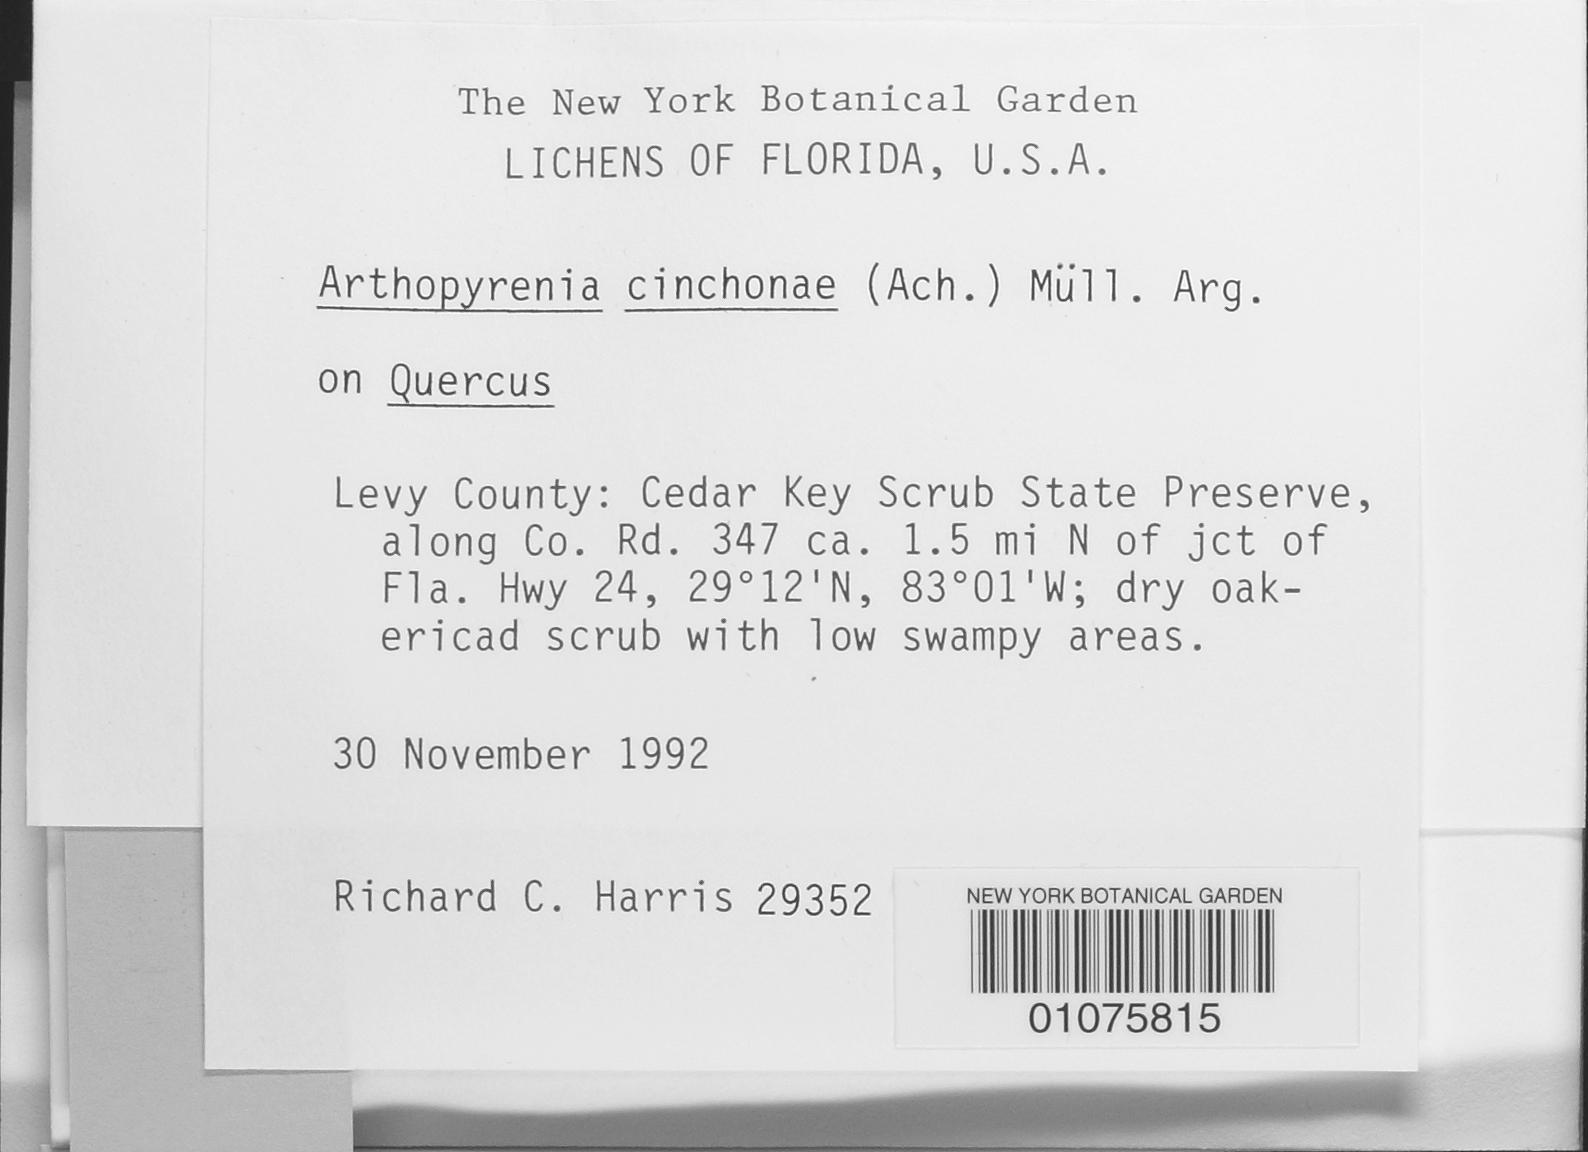 The New York Botanical Garden
LICHENS OF FLORIDA, U.S.A.
Arthopyrenia cinchonae (Ach.) Müll. Arg.
on Quercus
Levy County: Cedar Key Scrub State Preserve,
along Co. Rd. 347 ca. 1.5 mi N of jct of
Fla. Hwy 24, 29°12'N, 83°01'W; dry oak-
ericad scrub with low swampy areas.
30 November 1992
Richard C. Harris 29352
NEW YORK BOTANICAL GARDEN
01075815